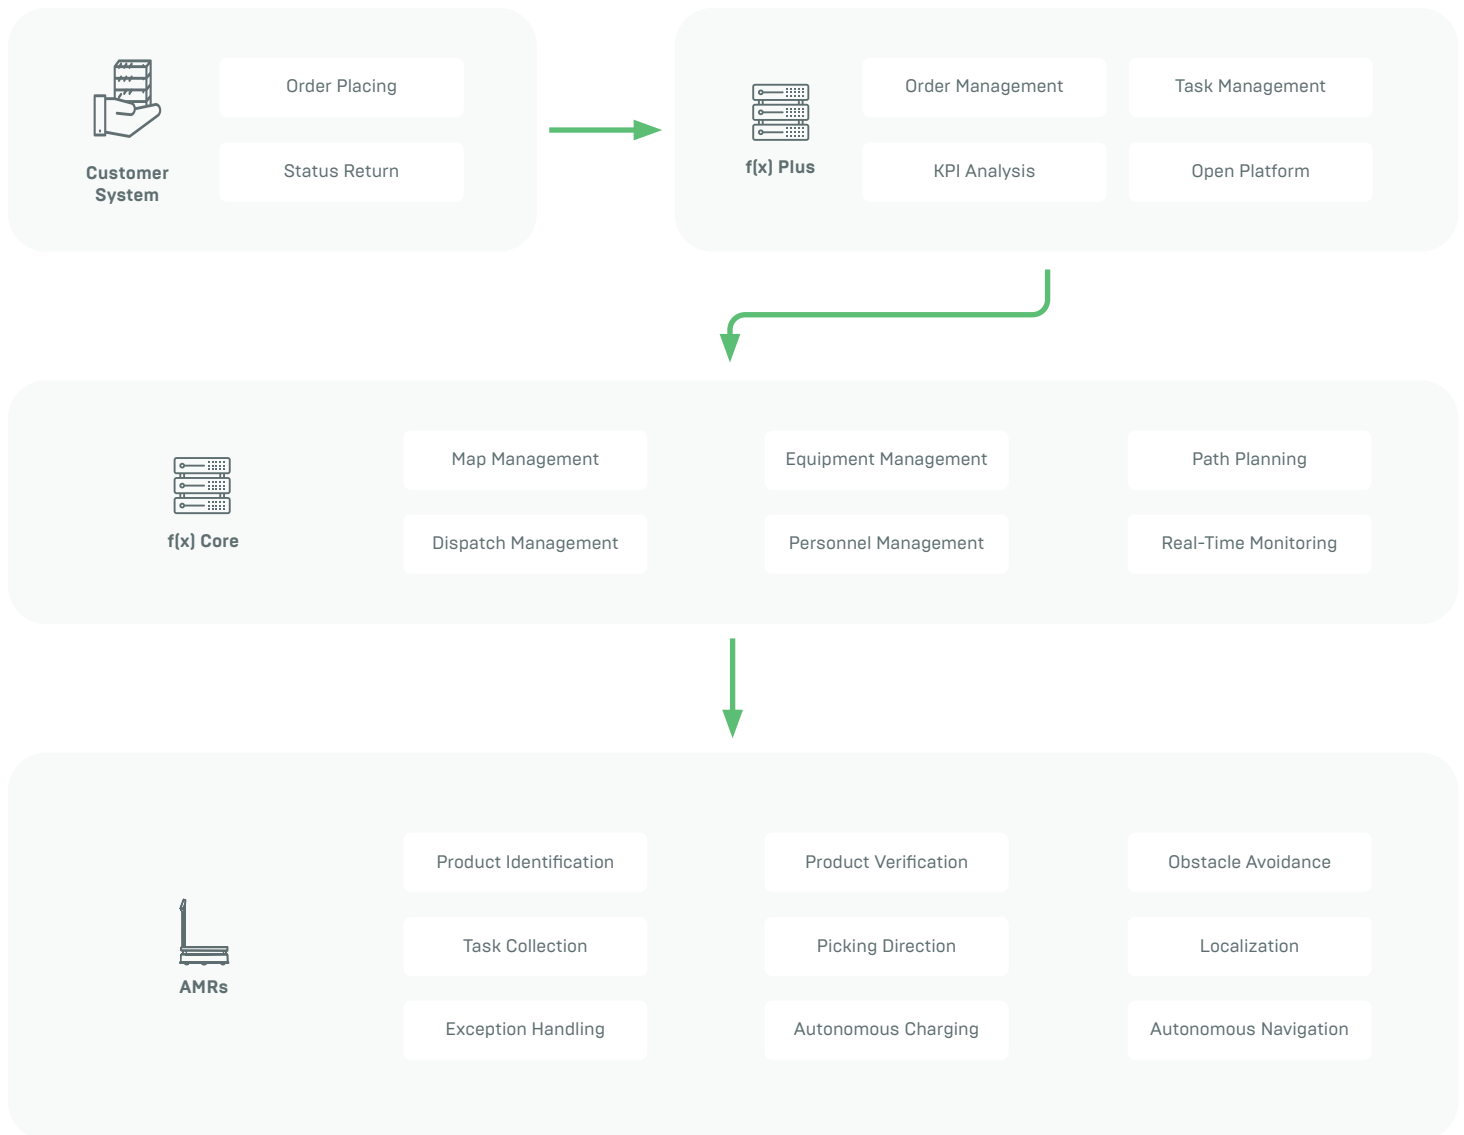 Customer
System
Order Placing
Status Return
f(x) Plus
Order Management
Task Management
KPI Analysis
Open Platform
f(x) Core
Map Management
Equipment Management
Path Planning
Dispatch Management
Personnel Management
Real-Time Monitoring
AMRs
Product Identification
Product Verification
Obstacle Avoidance
Task Collection
Picking Direction
Localization
Exception Handling
Autonomous Charging
Autonomous Navigation